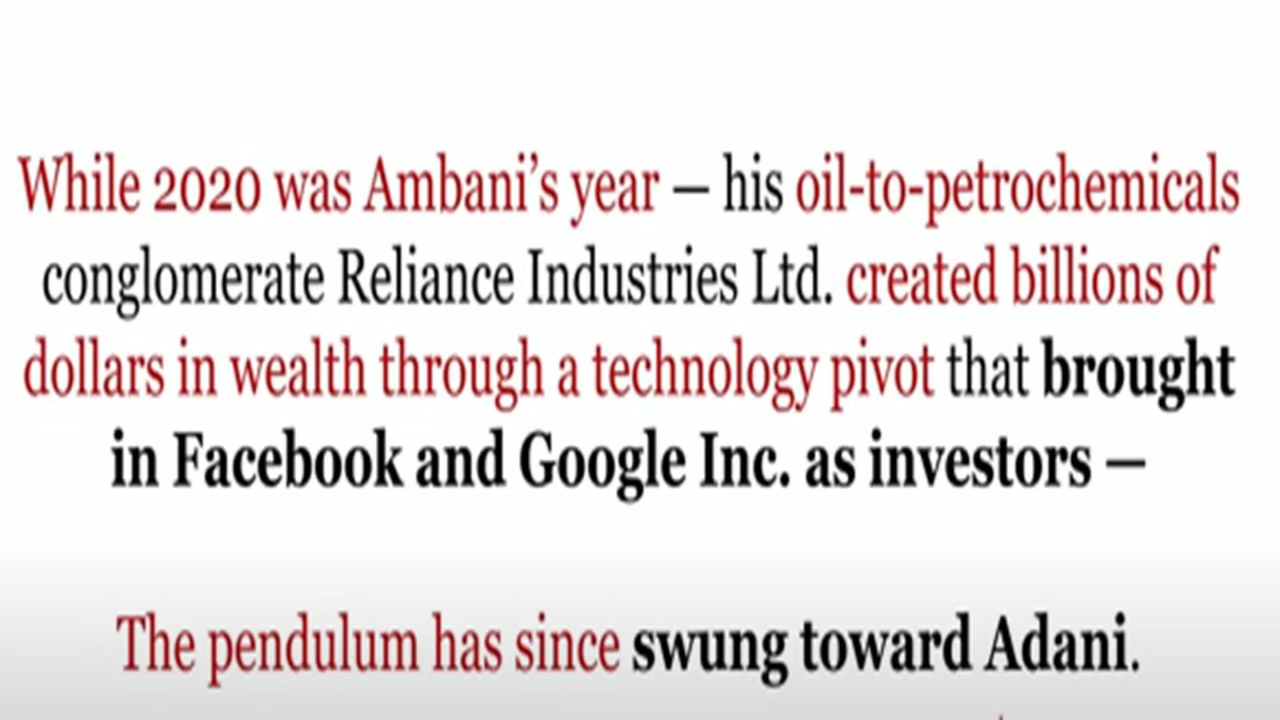 While 2020 was Ambani’s year — his oil-to-petrochemicals
conglomerate Reliance Industries Ltd. created billions of
dollars in wealth through a technology pivot that brought
in Facebook and Google Inc. as investors —
The pendulum has since swung toward Adani.